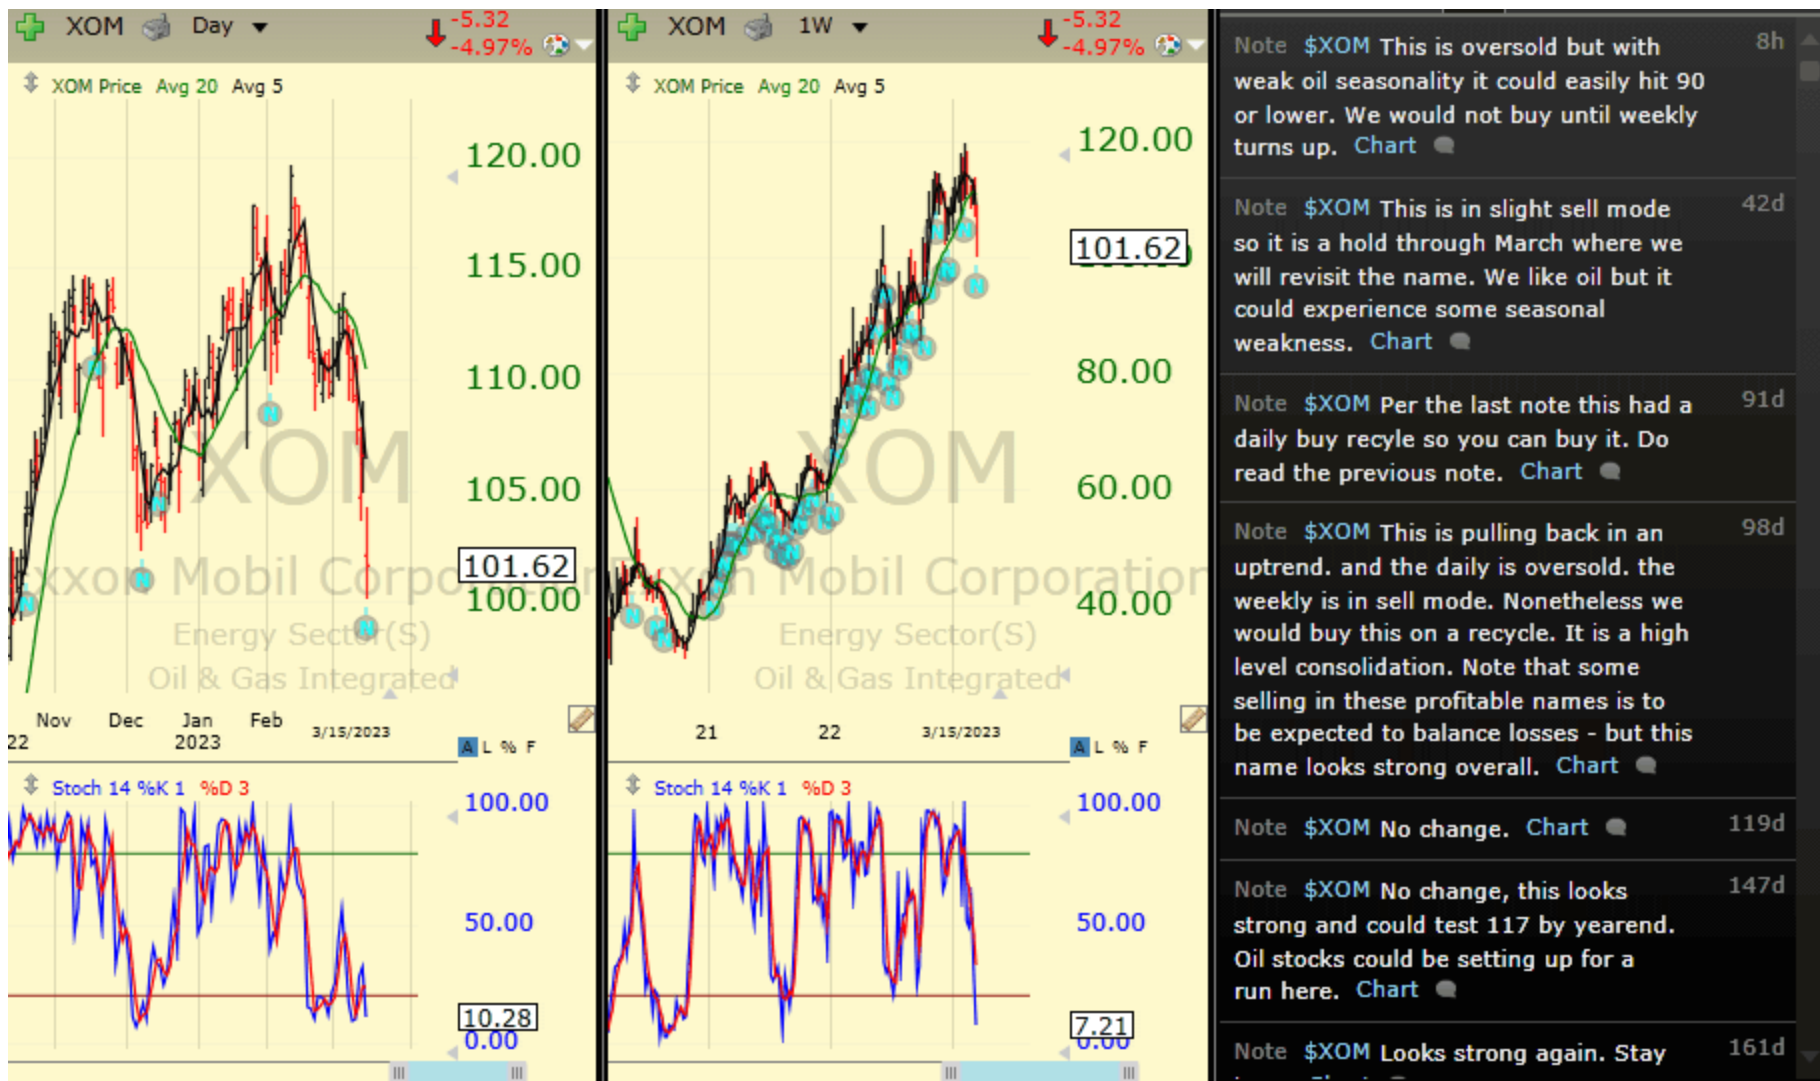 XOM Day
-5.32
-4.97%
XOM Price Avg 20 Avg 5
120.00
115.00
110.00
105.00
101.62
100.00
XOM
Exxon Mobil Corporation
Energy Sector(S)
Oil & Gas Integrated
Nov Dec Jan Feb 3/15/2023
22 2023
A L % F
Stoch 14 %K 1 %D 3
100.00
50.00
10.28
0.00
XOM 1W
-5.32
-4.97%
XOM Price Avg 20 Avg 5
120.00
101.62
80.00
60.00
40.00
XOM
Exxon Mobil Corporation
Energy Sector(S)
Oil & Gas Integrated
21 22 3/15/2023
A L % F
Stoch 14 %K 1 %D 3
100.00
50.00
7.21
0.00
Note $XOM This is oversold but with 8h
weak oil seasonality it could easily hit 90
or lower. We would not buy until weekly
turns up. Chart
Note $XOM This is in slight sell mode 42d
so it is a hold through March where we
will revisit the name. We like oil but it
could experience some seasonal
weakness. Chart
Note $XOM Per the last note this had a 91d
daily buy recyle so you can buy it. Do
read the previous note. Chart
Note $XOM This is pulling back in an 98d
uptrend. and the daily is oversold. the
weekly is in sell mode. Nonetheless we
would buy this on a recycle. It is a high
level consolidation. Note that some
selling in these profitable names is to
be expected to balance losses - but this
name looks strong overall. Chart
Note $XOM No change. Chart 119d
Note $XOM No change, this looks 147d
strong and could test 117 by yearend.
Oil stocks could be setting up for a
run here. Chart
Note $XOM Looks strong again. Stay 161d